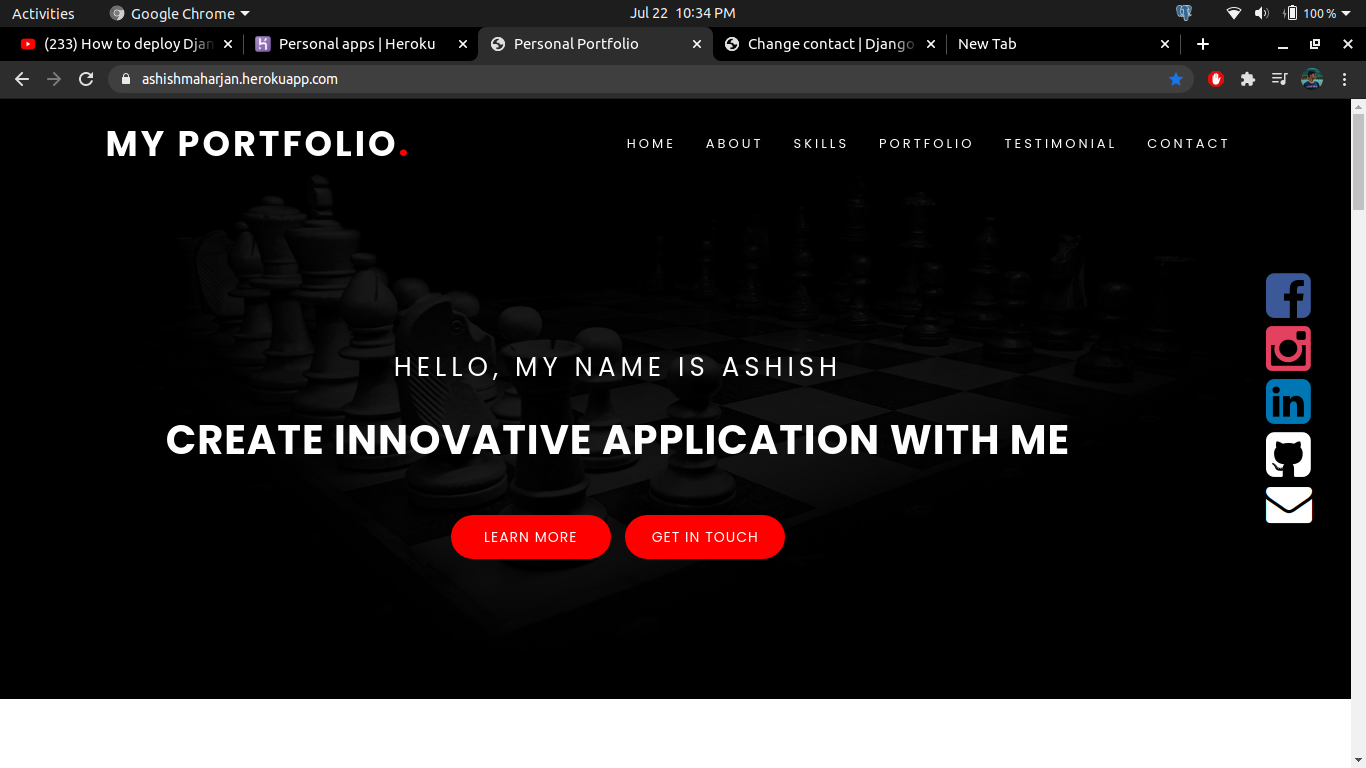 Activities Google Chrome Jul 22 10:34 PM 100 %
(233) How to deploy Djan Personal apps | Heroku Personal Portfolio Change contact | Django New Tab
ashishmaharjan.herokuapp.com
MY PORTFOLIO. HOME ABOUT SKILLS PORTFOLIO TESTIMONIAL CONTACT
HELLO, MY NAME IS ASHISH
CREATE INNOVATIVE APPLICATION WITH ME
LEARN MORE GET IN TOUCH